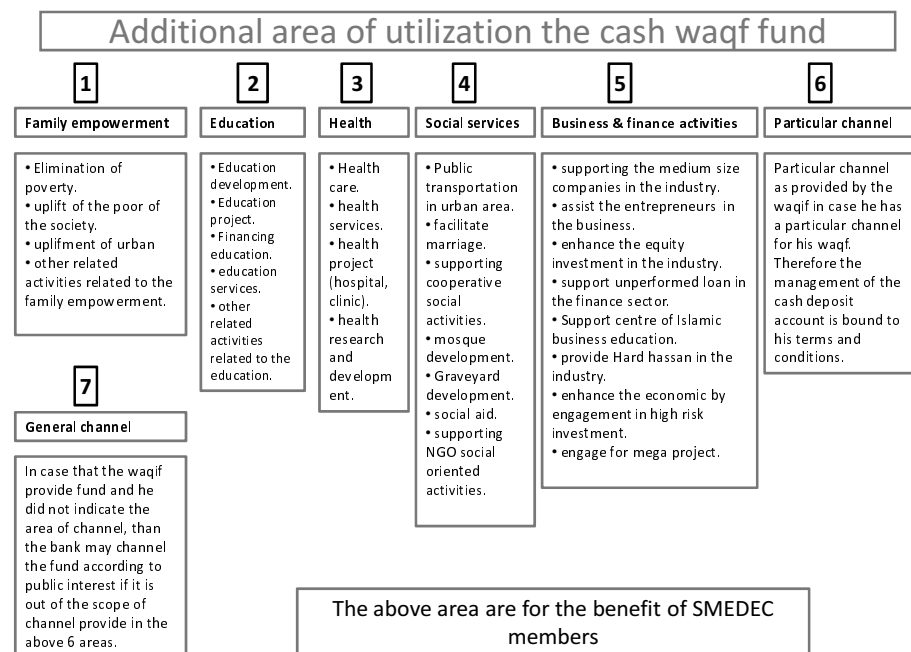 Additional area of utilization the cash waqf fund
1
Family empowerment
• Elimination of
poverty.
• uplift of the poor of
the society.
• uplifment of urban
• other related
activities related to the
family empowerment.
2
Education
• Education
development.
• Education
project.
• Financing
education.
• education
services.
• other
related
activities
related to the
education.
3
Health
• Health
care.
• health
services.
• health
project
(hospital,
clinic).
• health
research
and
developm
ent.
4
Social services
• Public
transportation
in urban area.
• facilitate
marriage.
• supporting
cooperative
social
activities.
• mosque
development.
• Graveyard
development.
• social aid.
• supporting
NGO social
oriented
activities.
5
Business & finance activities
• supporting the medium size
companies in the industry.
• assist the entrepreneurs in
the business.
• enhance the equity
investment in the industry.
• support unperformed loan in
the finance sector.
• Support centre of Islamic
business education.
• provide Hard hassan in the
industry.
• enhance the economic by
engagement in high risk
investment.
• engage for mega project.
6
Particular channel
Particular channel
as provided by the
waqif in case he has
a particular channel
for his waqf.
Therefore the
management of the
cash deposit
account is bound to
his terms and
conditions.
7
General channel
In case that the waqif
provide fund and he
did not indicate the
area of channel, than
the bank may channel
the fund according to
public interest if it is
out of the scope of
channel provide in the
above 6 areas.
The above area are for the benefit of SMEDEC
members